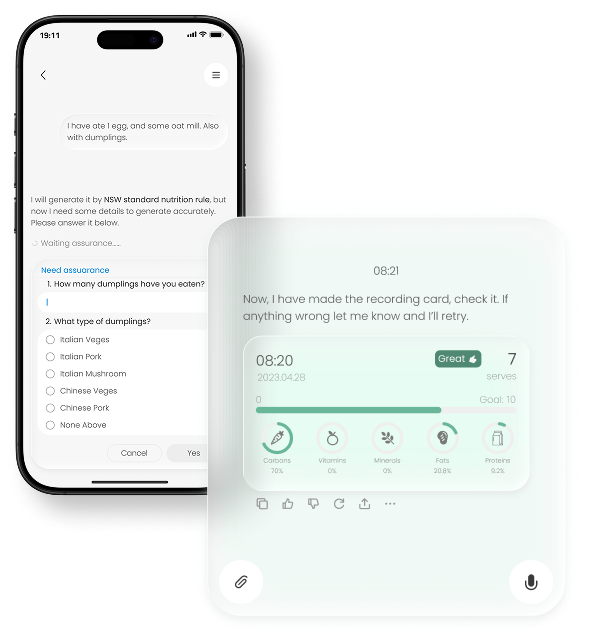 19:11
I have ate 1 egg, and some oat mill. Also
with dumplings.
I will generate it by NSW standard nutrition rule, but
now I need some details to generate accurately.
Please answer it below.
Waiting assurance.....
Need assuarance
1. How many dumplings have you eaten?
2. What type of dumplings?
Italian Veges
Italian Pork
Italian Mushroom
Chinese Veges
Chinese Pork
None Above
Cancel
Yes
08:21
Now, I have made the recording card, check it. If
anything wrong let me know and I'll retry.
08:20
Great
7
2023.04.28
serves
0
Goal: 10
Carbons
Vitamins
Minerals
Fats
Proteins
70%
0%
0%
20.8%
9.2%